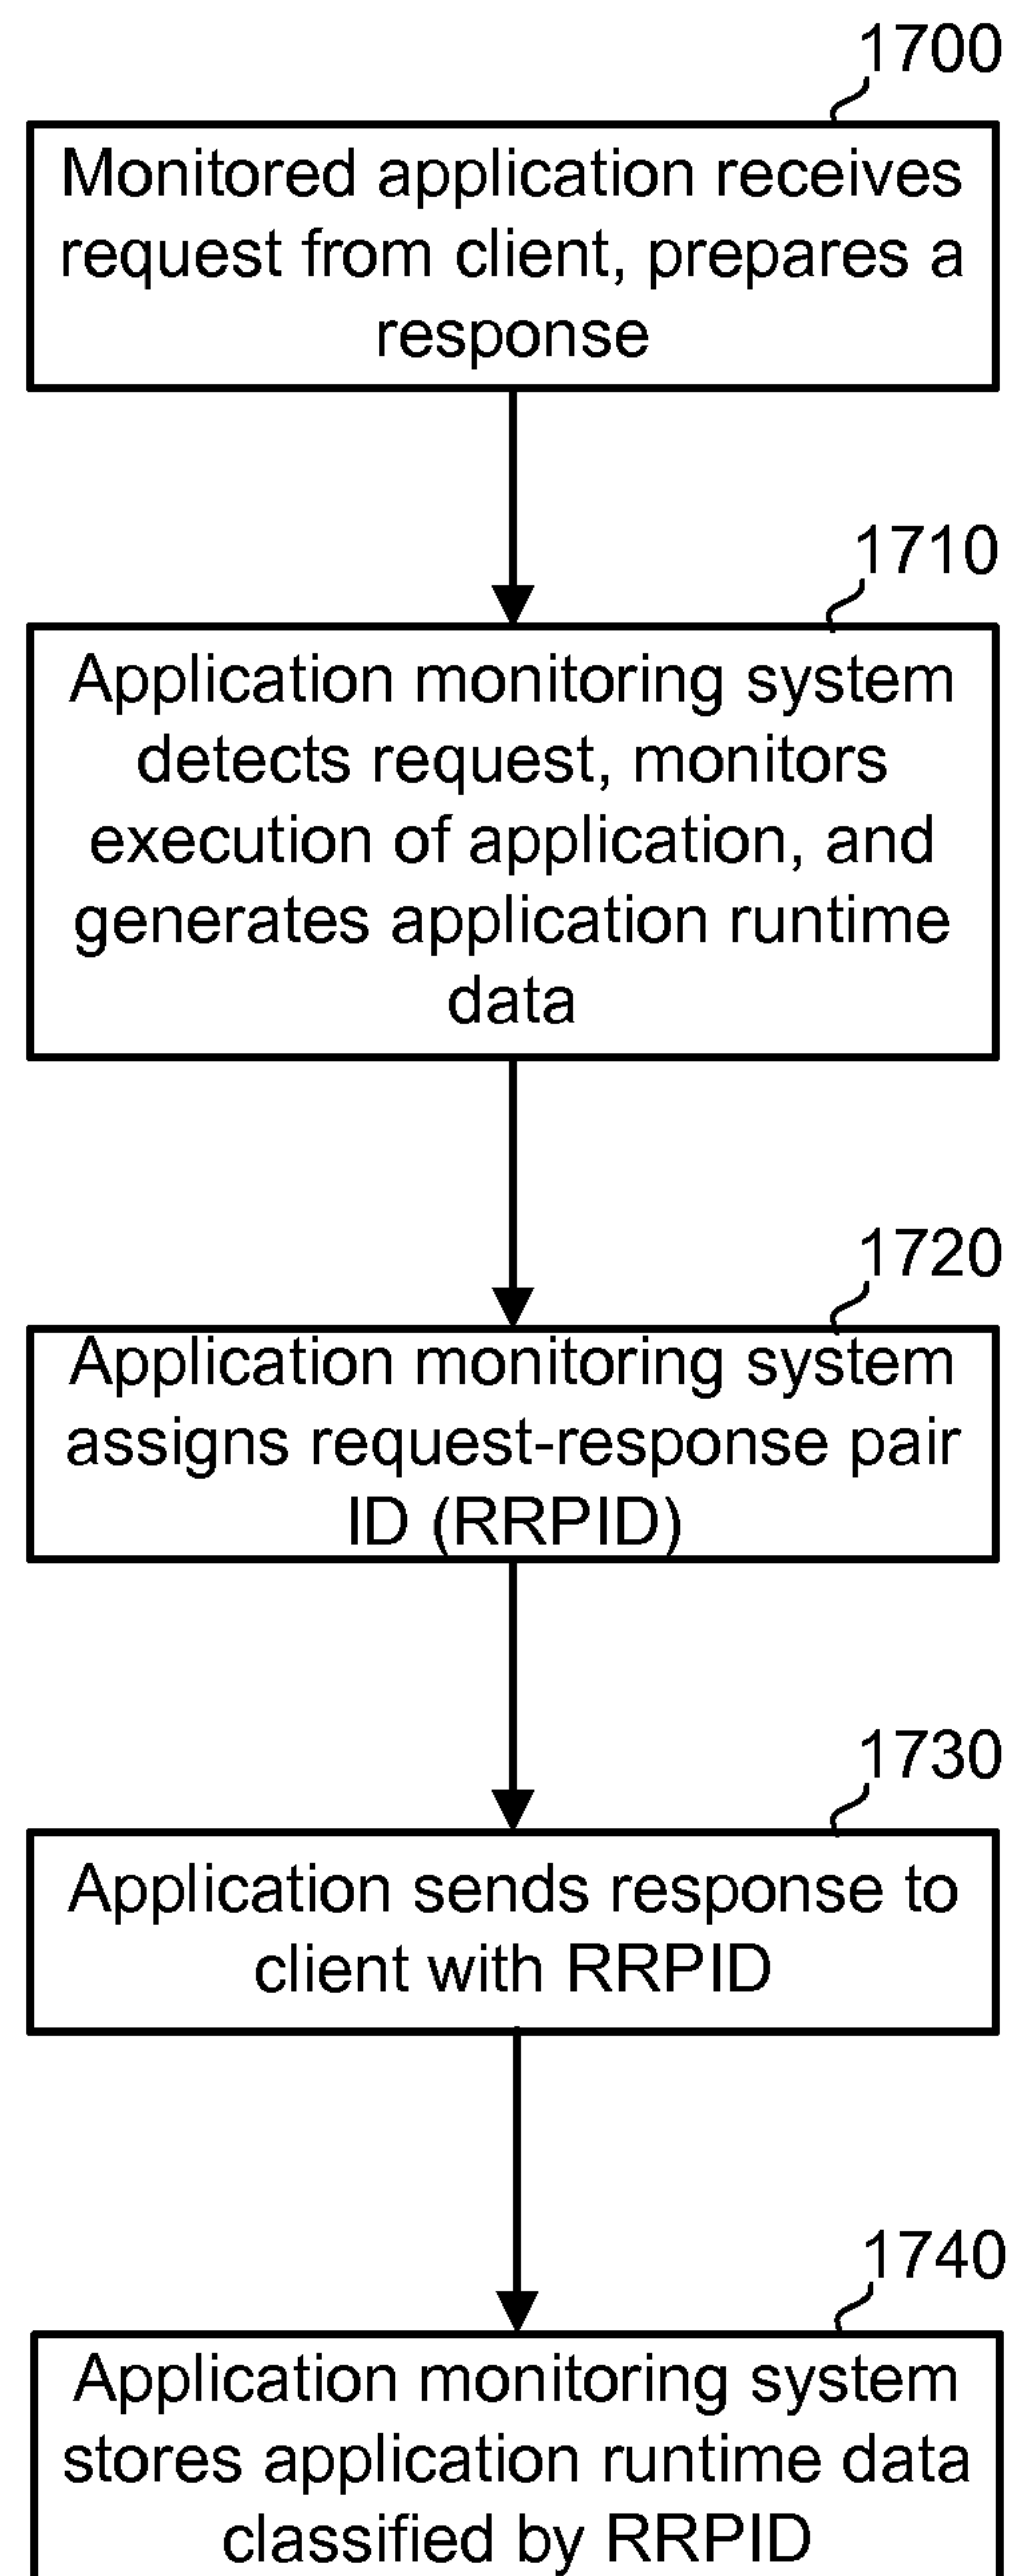 1700
Monitored application receives
request from client, prepares a
response
1710
Application monitoring system
detects request, monitors
execution of application, and
generates application runtime
data
1720
Application monitoring system
assigns request-response pair
ID (RRPID)
1730
Application sends response to
client with RRPID
1740
Application monitoring system
stores application runtime data
classified by RRPID